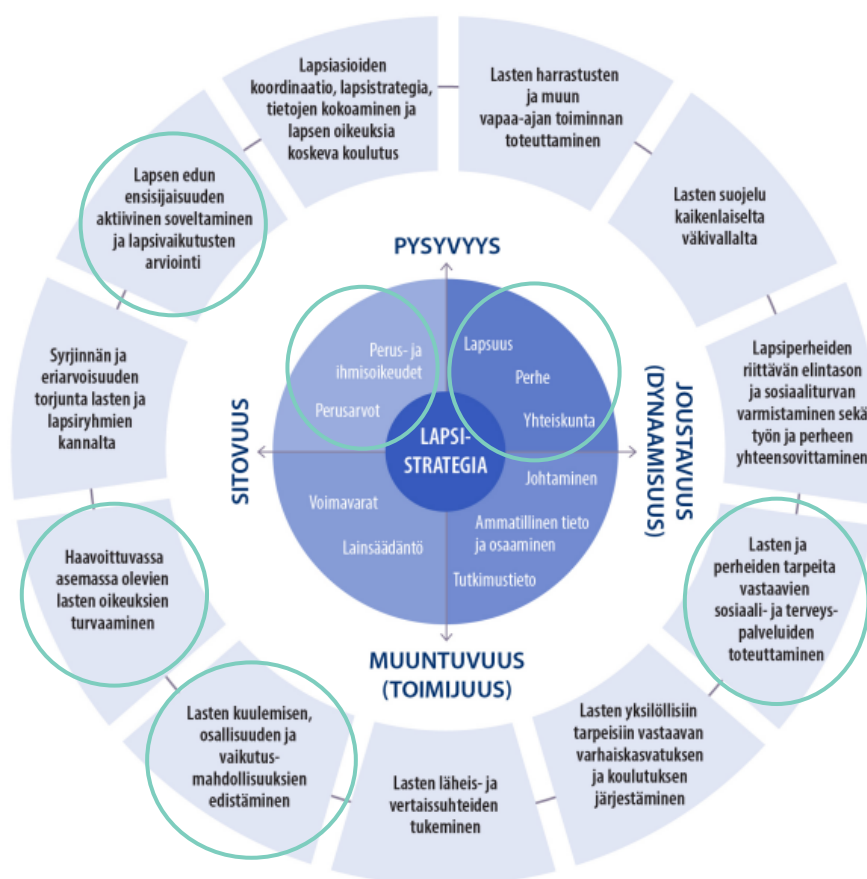 Lapsiasioiden
koordinaatio, lapsistrategia,
tietojen kokoaminen ja
lapsen oikeuksia
koskeva koulutus
Lasten harrastusten
ja muun
vapaa-ajan toiminnan
toteuttaminen
Lasten suojelu
kaikenlaiselta
väkivallalta
Lapsiperheiden
riittävän elintason
ja sosiaaliturvan
varmistaminen sekä
työn ja perheen
yhteensovittaminen
Lasten ja
perheiden tarpeita
vastaavien
sosiaali- ja terveys-
palveluiden
toteuttaminen
Lasten yksilöllisiin
tarpeisiin vastaavan
varhaiskasvatuksen
ja koulutuksen
järjestäminen
Lasten läheis- ja
vertaissuhteiden
tukeminen
Lasten kuulemisen,
osallisuuden ja
vaikutus-
mahdollisuuksien
edistäminen
Haavoittuvassa
asemassa olevien
lasten oikeuksien
turvaaminen
Syrjinnän ja
eriarvoisuuden
torjunta lasten ja
lapsiryhmien
kannalta
Lapsen edun
ensisijaisuuden
aktiivinen soveltaminen
ja lapsivaikutusten
arviointi
PYSYVYYS
JOUSTAVUUS
(DYNAAMISUUS)
MUUNTUVUUS
(TOIMIJUUS)
SITOVUUS
Perus- ja
ihmisoikeudet
Perusarvot
Lapsuus
Perhe
Yhteiskunta
LAPSI-
STRATEGIA
Voimavarat
Lainsäädäntö
Johtaminen
Ammatillinen tieto
ja osaaminen
Tutkimustieto